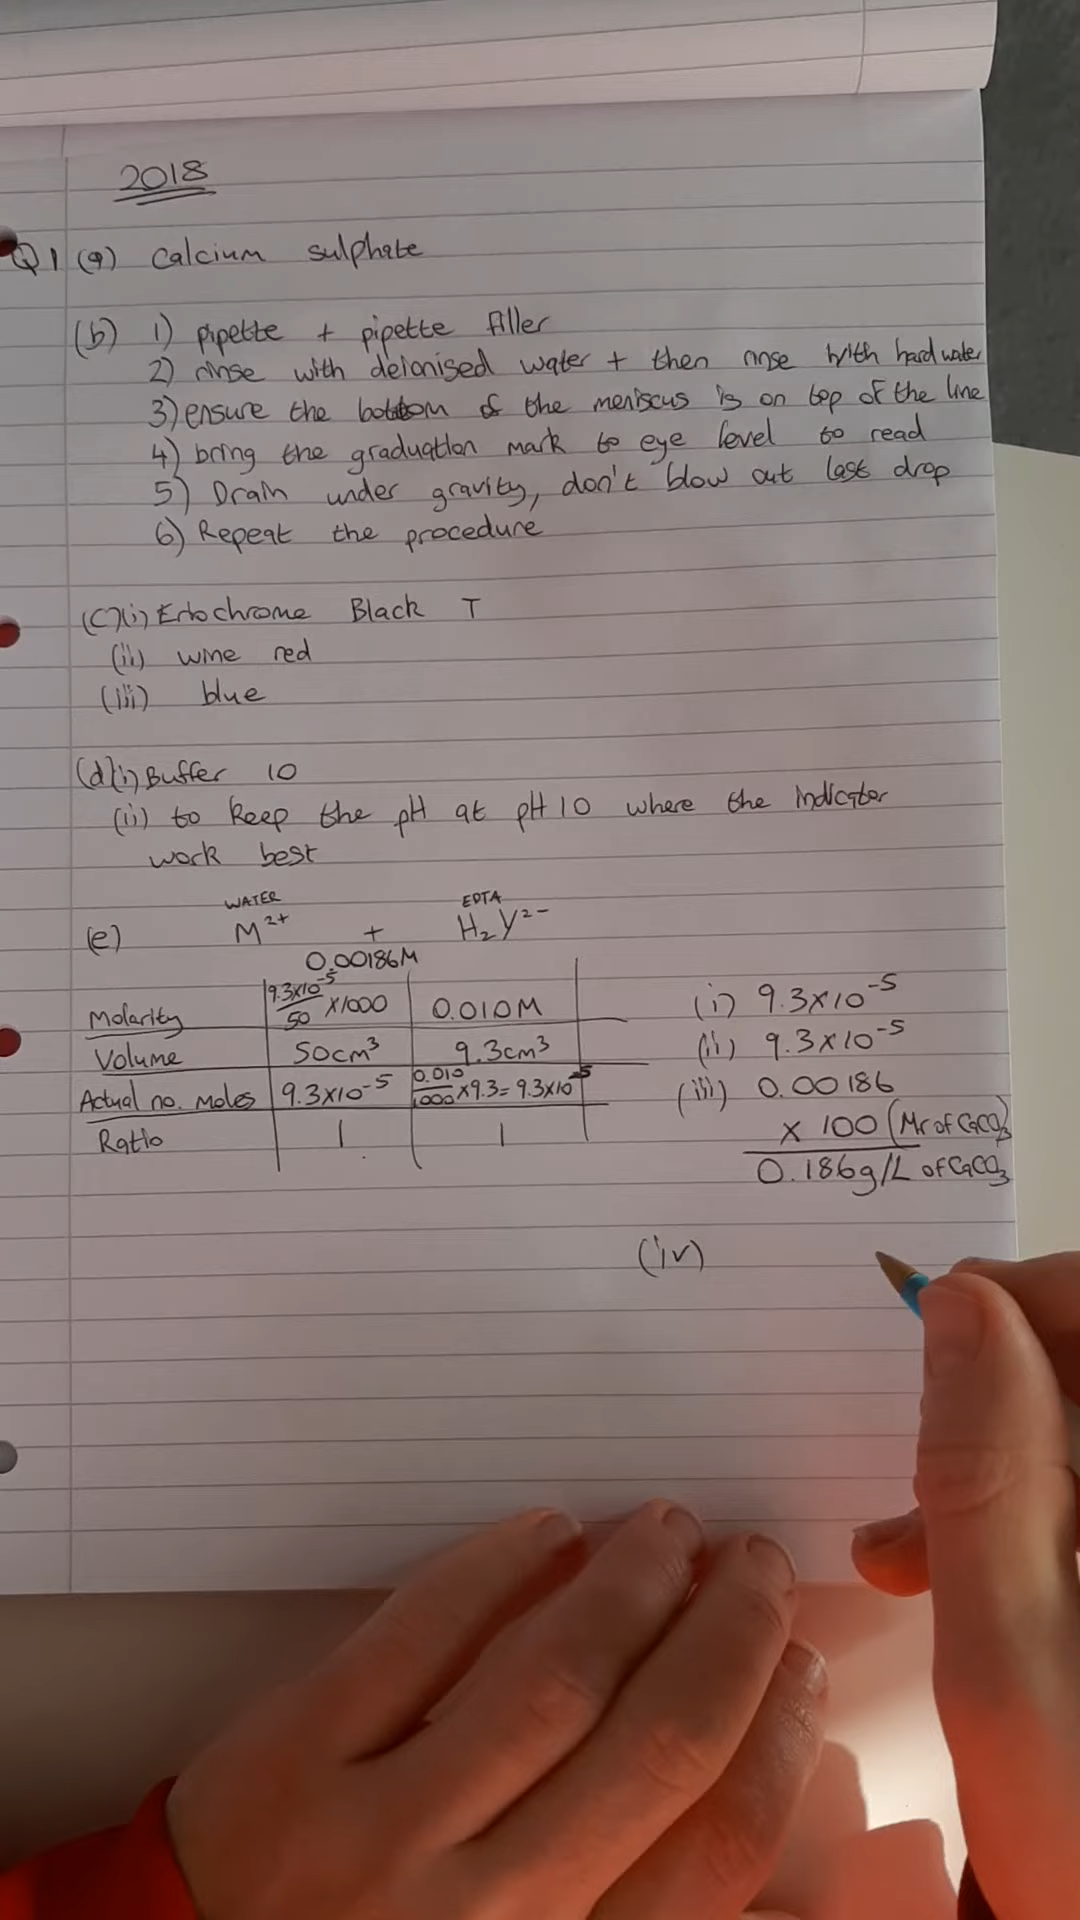 2018
Q1 (a) Calcium sulphate
(b) 1) pipette + pipette filler
2) rinse with deionised water + then rinse with hard water
3) ensure the bottom of the meniscus is on top of the line
4) bring the graduation mark to eye level to read
5) Drain under gravity, don't blow out last drop
6) Repeat the procedure
(c)(i) Eriochrome Black T
(ii) wine red
(iii) blue
(d)(i) Buffer 10
(ii) to keep the pH at pH 10 where the indicator
work best
WATER EDTA
(e) M²⁺ + H₂Y²⁻
0.00186M
Molarity 9.3x10⁻⁵/50 x1000 0.010M
Volume 50cm³ 9.3cm³
Actual no. moles 9.3x10⁻⁵ 0.010/1000 x9.3= 9.3x10⁻⁵
Ratio 1 1
(i) 9.3x10⁻⁵
(ii) 9.3x10⁻⁵
(iii) 0.00186
x 100 (Mr of CaCO₃)
0.186g/L of CaCO₃
(iv)